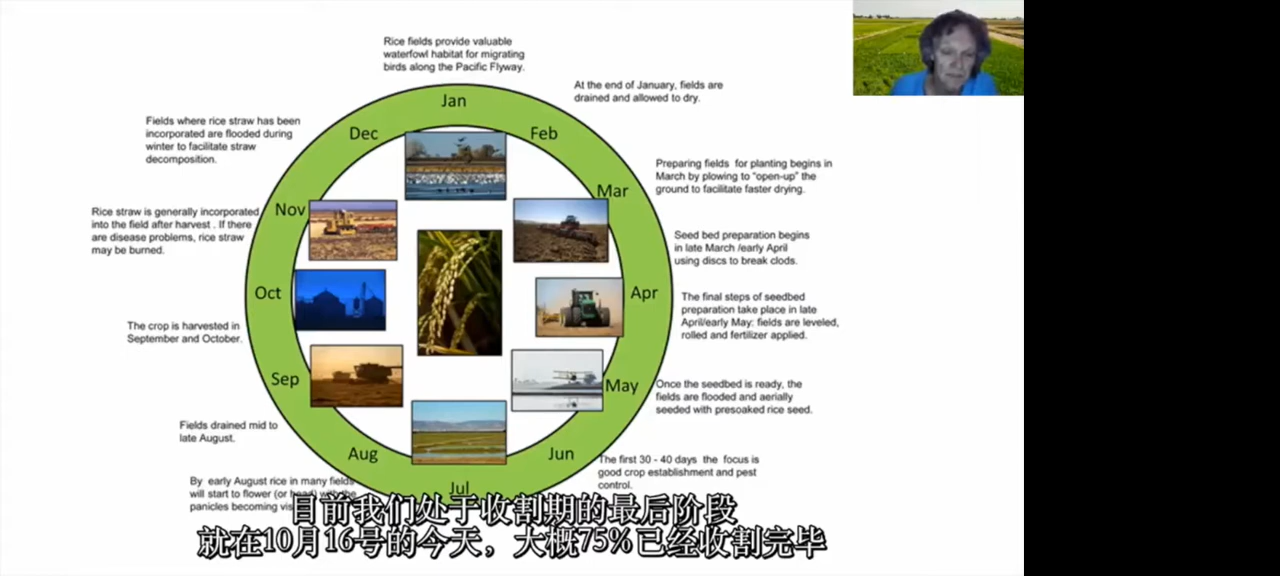 Rice fields provide valuable
waterfowl habitat for migrating
birds along the Pacific Flyway.
At the end of January, fields are
drained and allowed to dry.
Jan
Feb
Mar
Apr
May
Jun
Jul
Aug
Sep
Oct
Nov
Dec
Preparing fields for planting begins in
March by plowing to “open-up” the
ground to facilitate faster drying.
Seed bed preparation begins
in late March /early April
using discs to break clods.
The final steps of seedbed
preparation take place in late
April/early May: fields are leveled,
rolled and fertilizer applied.
Once the seedbed is ready, the
fields are flooded and aerially
seeded with presoaked rice seed.
The first 30 - 40 days the focus is
good crop establishment and pest
control.
By early August rice in many fields
will start to flower (or head) with the
panicles becoming
Fields drained mid to
late August.
The crop is harvested in
September and October.
Rice straw is generally incorporated
into the field after harvest . If there
are disease problems, rice straw
may be burned.
Fields where rice straw has been
incorporated are flooded during
winter to facilitate straw
decomposition.
目前我们处于收割期的最后阶段
就在10月16号的今天，大概75%已经收割完毕